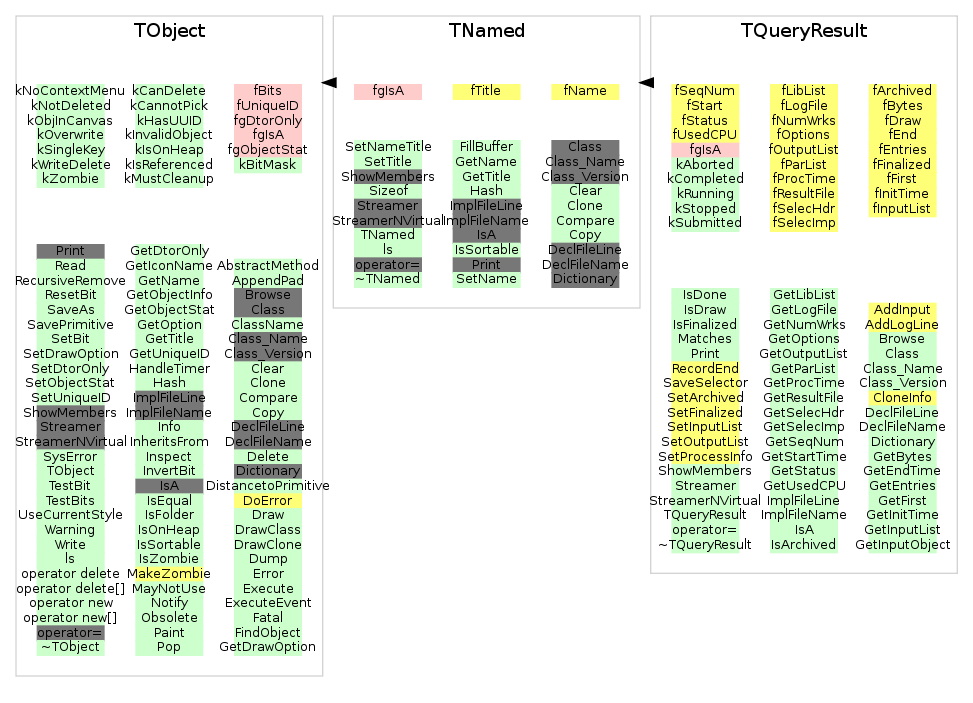 TObject
kNoContextMenu
kNotDeleted
kObjInCanvas
kOverwrite
kSingleKey
kWriteDelete
kZombie
kCanDelete
kCannotPick
kHasUUID
kInvalidObject
kIsOnHeap
kIsReferenced
kMustCleanup
fBits
fUniqueID
fgDtorOnly
fgIsA
fgObjectStat
kBitMask
Print
Read
RecursiveRemove
ResetBit
SaveAs
SavePrimitive
SetBit
SetDrawOption
SetDtorOnly
SetObjectStat
SetUniqueID
ShowMembers
Streamer
StreamerNVirtual
SysError
TObject
TestBit
TestBits
UseCurrentStyle
Warning
Write
ls
operator delete
operator delete[]
operator new
operator new[]
operator=
~TObject
GetDtorOnly
GetIconName
GetName
GetObjectInfo
GetObjectStat
GetOption
GetTitle
GetUniqueID
HandleTimer
Hash
ImplFileLine
ImplFileName
Info
InheritsFrom
Inspect
InvertBit
IsA
IsEqual
IsFolder
IsOnHeap
IsSortable
IsZombie
MakeZombie
MayNotUse
Notify
Obsolete
Paint
Pop
AbstractMethod
AppendPad
Browse
Class
ClassName
Class_Name
Class_Version
Clear
Clone
Compare
Copy
DeclFileLine
DeclFileName
Delete
Dictionary
DistancetoPrimitive
DoError
Draw
DrawClass
DrawClone
Dump
Error
Execute
ExecuteEvent
Fatal
FindObject
GetDrawOption
TNamed
fgIsA
fTitle
fName
SetNameTitle
SetTitle
ShowMembers
Sizeof
Streamer
StreamerNVirtual
TNamed
ls
operator=
~TNamed
FillBuffer
GetName
GetTitle
Hash
ImplFileLine
ImplFileName
IsA
IsSortable
Print
SetName
Class
Class_Name
Class_Version
Clear
Clone
Compare
Copy
DeclFileLine
DeclFileName
Dictionary
TQueryResult
fSeqNum
fStart
fStatus
fUsedCPU
fgIsA
kAborted
kCompleted
kRunning
kStopped
kSubmitted
fLibList
fLogFile
fNumWrks
fOptions
fOutputList
fParList
fProcTime
fResultFile
fSelecHdr
fSelecImp
fArchived
fBytes
fDraw
fEnd
fEntries
fFinalized
fFirst
fInitTime
fInputList
IsDone
IsDraw
IsFinalized
Matches
Print
RecordEnd
SaveSelector
SetArchived
SetFinalized
SetInputList
SetOutputList
SetProcessInfo
ShowMembers
Streamer
StreamerNVirtual
TQueryResult
operator=
~TQueryResult
GetLibList
GetLogFile
GetNumWrks
GetOptions
GetOutputList
GetParList
GetProcTime
GetResultFile
GetSelecHdr
GetSelecImp
GetSeqNum
GetStartTime
GetStatus
GetUsedCPU
ImplFileLine
ImplFileName
IsA
IsArchived
AddInput
AddLogLine
Browse
Class
Class_Name
Class_Version
CloneInfo
DeclFileLine
DeclFileName
Dictionary
GetBytes
GetEndTime
GetEntries
GetFirst
GetInitTime
GetInputList
GetInputObject